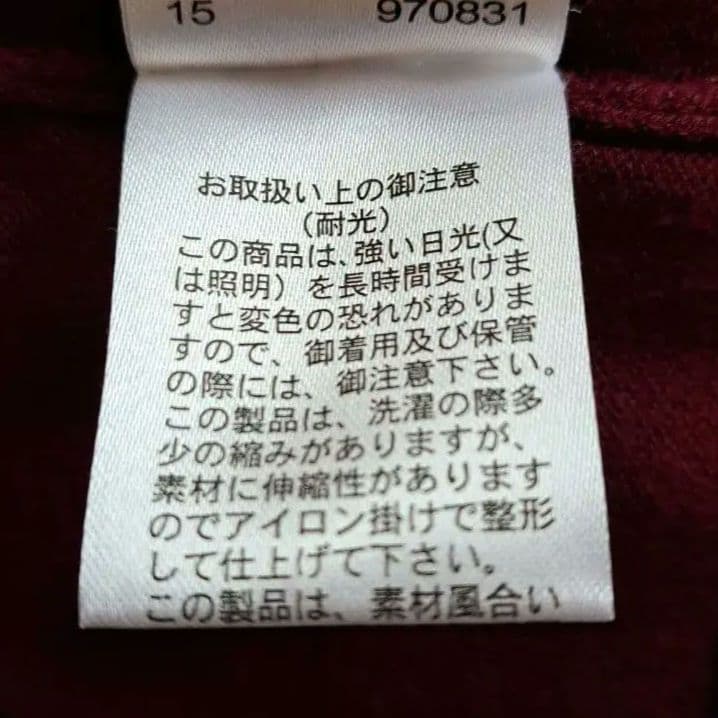 15 970831
お取扱い上の御注意
（耐光）
この商品は、強い日光(又
は照明）を長時間受けま
すと変色の恐れがありま
すので、御着用及び保管
の際には、御注意下さい。
この製品は、洗濯の際多
少の縮みがありますが、
素材に伸縮性があります
のでアイロン掛けで整形
して仕上げて下さい。
この製品は、素材風合い